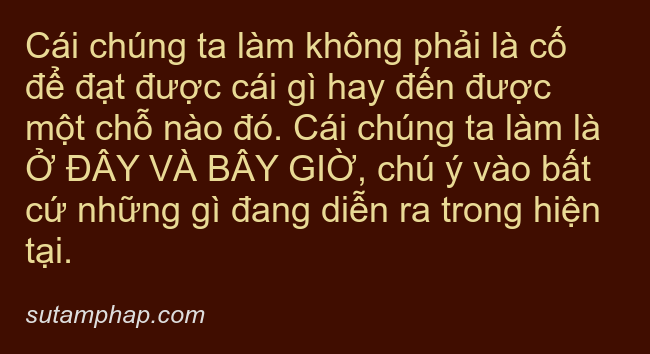 Cái chúng ta làm không phải là cố
để đạt được cái gì hay đến được
một chỗ nào đó. Cái chúng ta làm là
Ở ĐÂY VÀ BÂY GIỜ, chú ý vào bất
cứ những gì đang diễn ra trong hiện
tại.
sutamphap.com